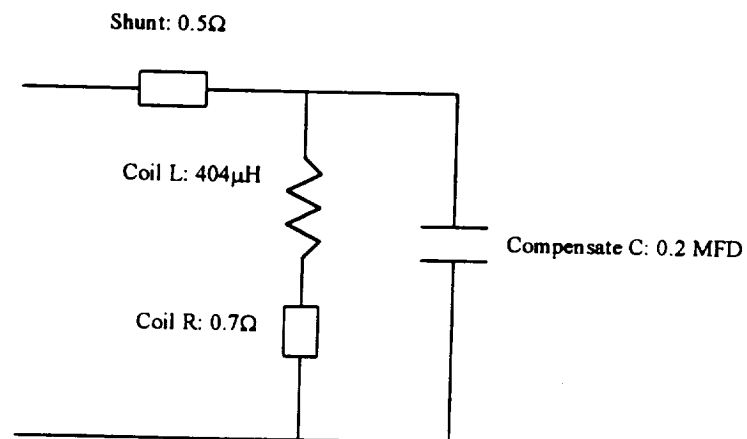 Shunt: 0.5Ω
Coil L: 404μH
Compensate C: 0.2 MFD
Coil R: 0.7Ω